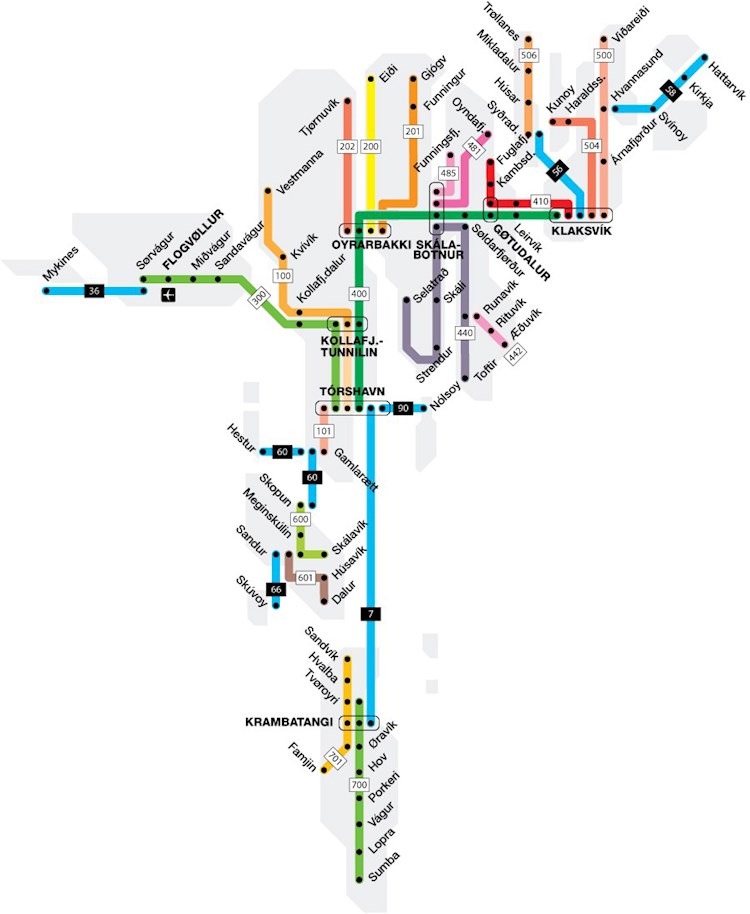 Trøllanes
Mikladalur
506
Húsar
Syðrad.
Viðareiði
500
Kunoy
Haraldss.
504
Hvannasund
Hattarvík
58
Kirkja
Svínoy
Árnafjørður
56
Eiði
200
Gjógv
Funningur
201
Tjørnuvík
202
Oyndafj.
481
Funningsfj.
485
Fuglafj.
Kambsd.
410
Vestmanna
OYRARBAKKI
SKÁLA-
BOTNUR
GØTUDALUR
Leirvík
KLAKSVÍK
Søldarfjørður
Mykines
36
Sørvágur
FLOGVØLLUR
Miðvágur
Sandavágur
300
Kvívík
100
Kollafj.dalur
400
KOLLAFJ.-
TUNNILIN
Selatrað
Skáli
Strendur
440
Runavík
Rituvík
Æðuvík
442
Toftir
TÓRSHAVN
90
Nólsoy
101
Hestur
60
Gamlarætt
60
Skopun
600
Meginskúlin
Skálavík
Sandur
Húsavík
601
Dalur
66
Skúvoy
7
Sandvík
Hvalba
Tvøroyri
KRAMBATANGI
Øravík
701
Famjin
Hov
700
Porkeri
Vágur
Lopra
Sumba